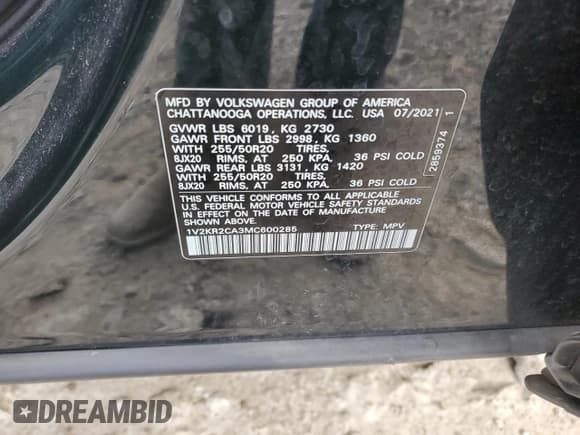 MFD BY VOLKSWAGEN GROUP OF AMERICA
CHATTANOOGA OPERATIONS, LLC. USA 07/2021
GVWR LBS 6019, KG 2730
GAWR FRONT LBS 2998, KG 1360
WITH 255/50R20 TIRES,
8JX20 RIMS, AT 250 KPA. 36 PSI COLD
GAWR REAR LBS 3131, KG 1420
WITH 255/50R20 TIRES,
8JX20 RIMS, AT 250 KPA. 36 PSI COLD
THIS VEHICLE CONFORMS TO ALL APPLICABLE
U.S. FEDERAL MOTOR VEHICLE SAFETY STANDARDS
IN EFFECT ON THE DATE OF MANUFACTURE
SHOWN ABOVE.
1V2KR2CA3MC600285 TYPE: MPV
2859374 1
DREAMBID